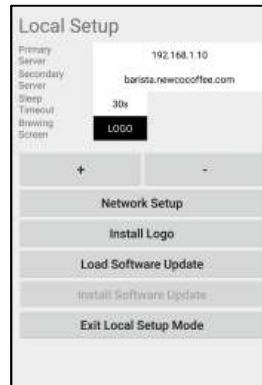 Local Setup
Primary
Server
192.168.1.10
Secondary
Server
barista.newcocoffee.com
Sleep
Timeout
30s
Brewing
Screen
LOGO
+ -
Network Setup
Install Logo
Load Software Update
Install Software Update
Exit Local Setup Mode